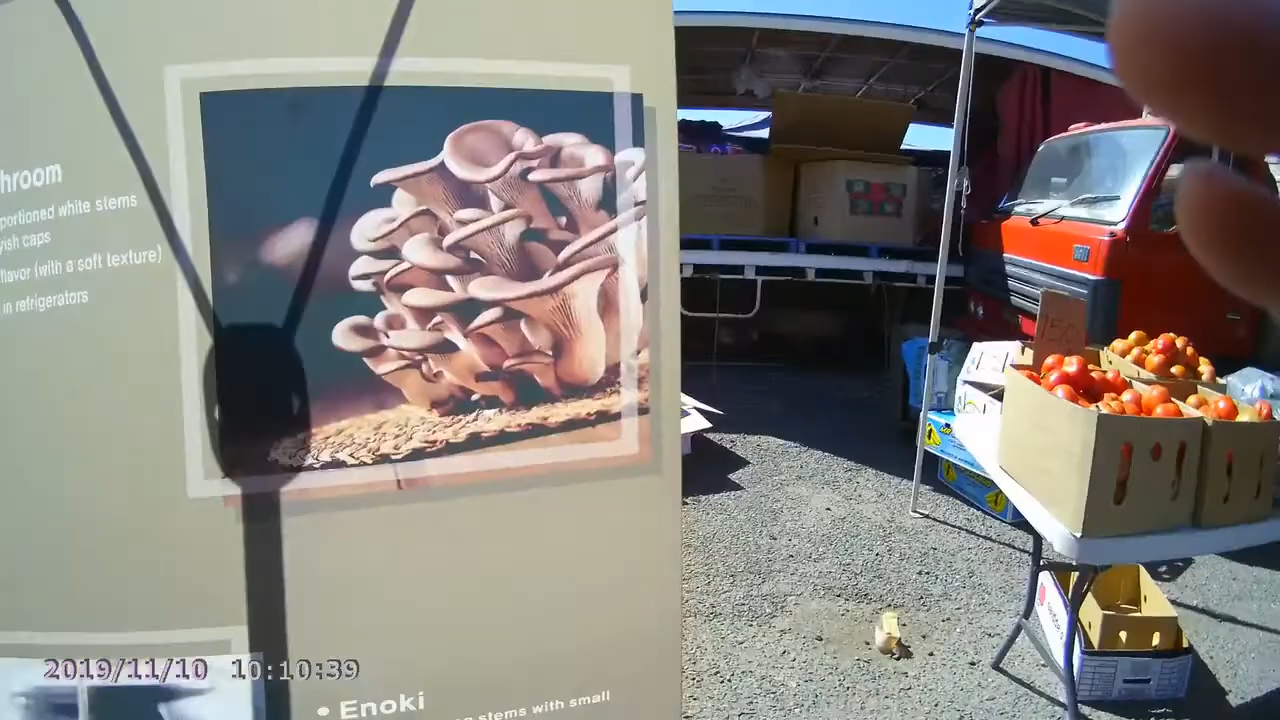 hroom
portioned white stems
yish caps
flavor (with a soft texture)
in refrigerators
• Enoki
stems with small
2019/11/10 10:10:39